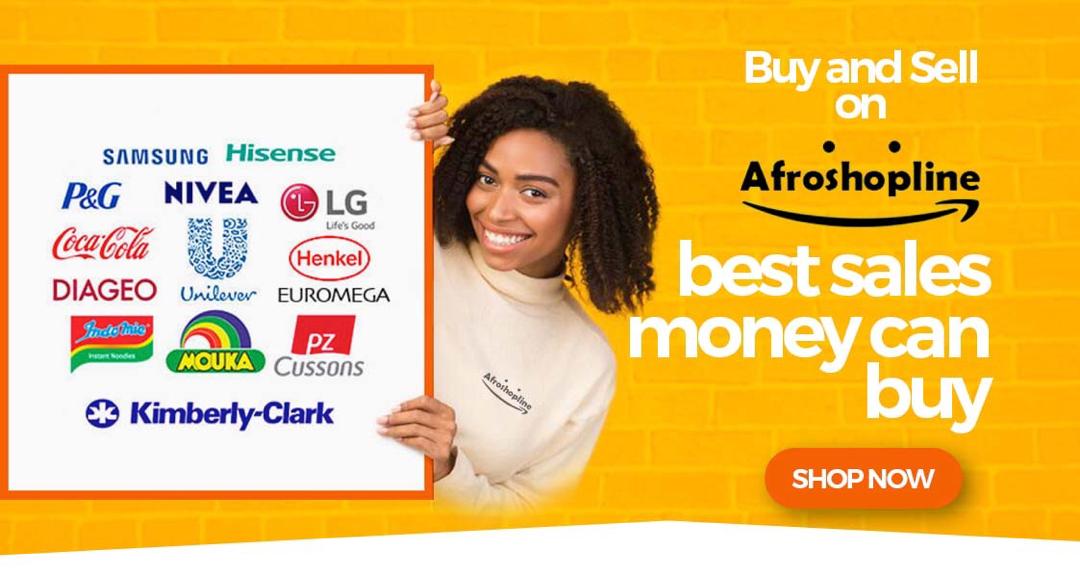 SAMSUNG Hisense
P&G NIVEA LG
Life's Good
Coca-Cola
Henkel
DIAGEO Unilever EUROMEGA
Indomie
Instant Noodles
MOUKA
PZ
Cussons
Kimberly-Clark
Afroshopline
Buy and Sell
on
Afroshopline
best sales
money can
buy
SHOP NOW